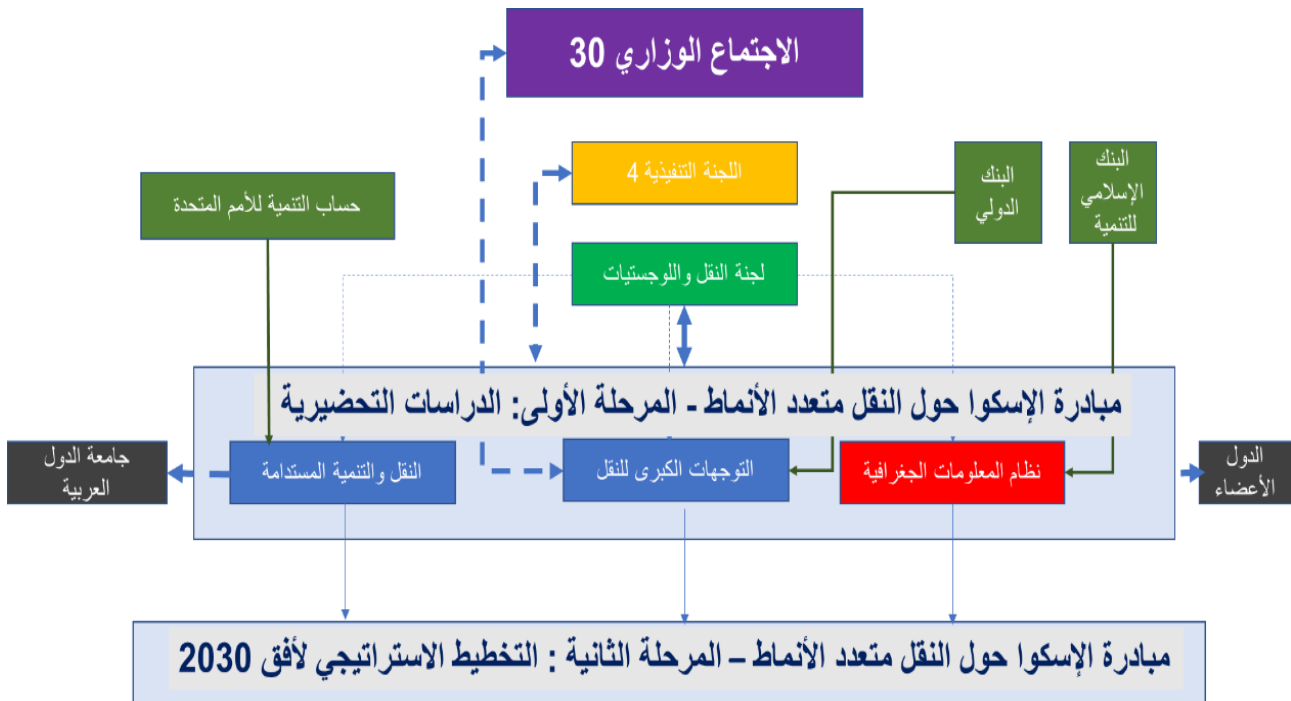 الاجتماع الوزاري 30
اللجنة التنفيذية 4
البنك
الدولي
البنك
الإسلامي
للتنمية
حساب التنمية للأمم المتحدة
لجنة النقل واللوجستيات
مبادرة الإسكوا حول النقل متعدد الأنماط - المرحلة الأولى: الدراسات التحضيرية
الدول
الأعضاء
نظام المعلومات الجغرافية
التوجهات الكبرى للنقل
النقل والتنمية المستدامة
جامعة الدول
العربية
مبادرة الإسكوا حول النقل متعدد الأنماط – المرحلة الثانية : التخطيط الاستراتيجي لأفق 2030